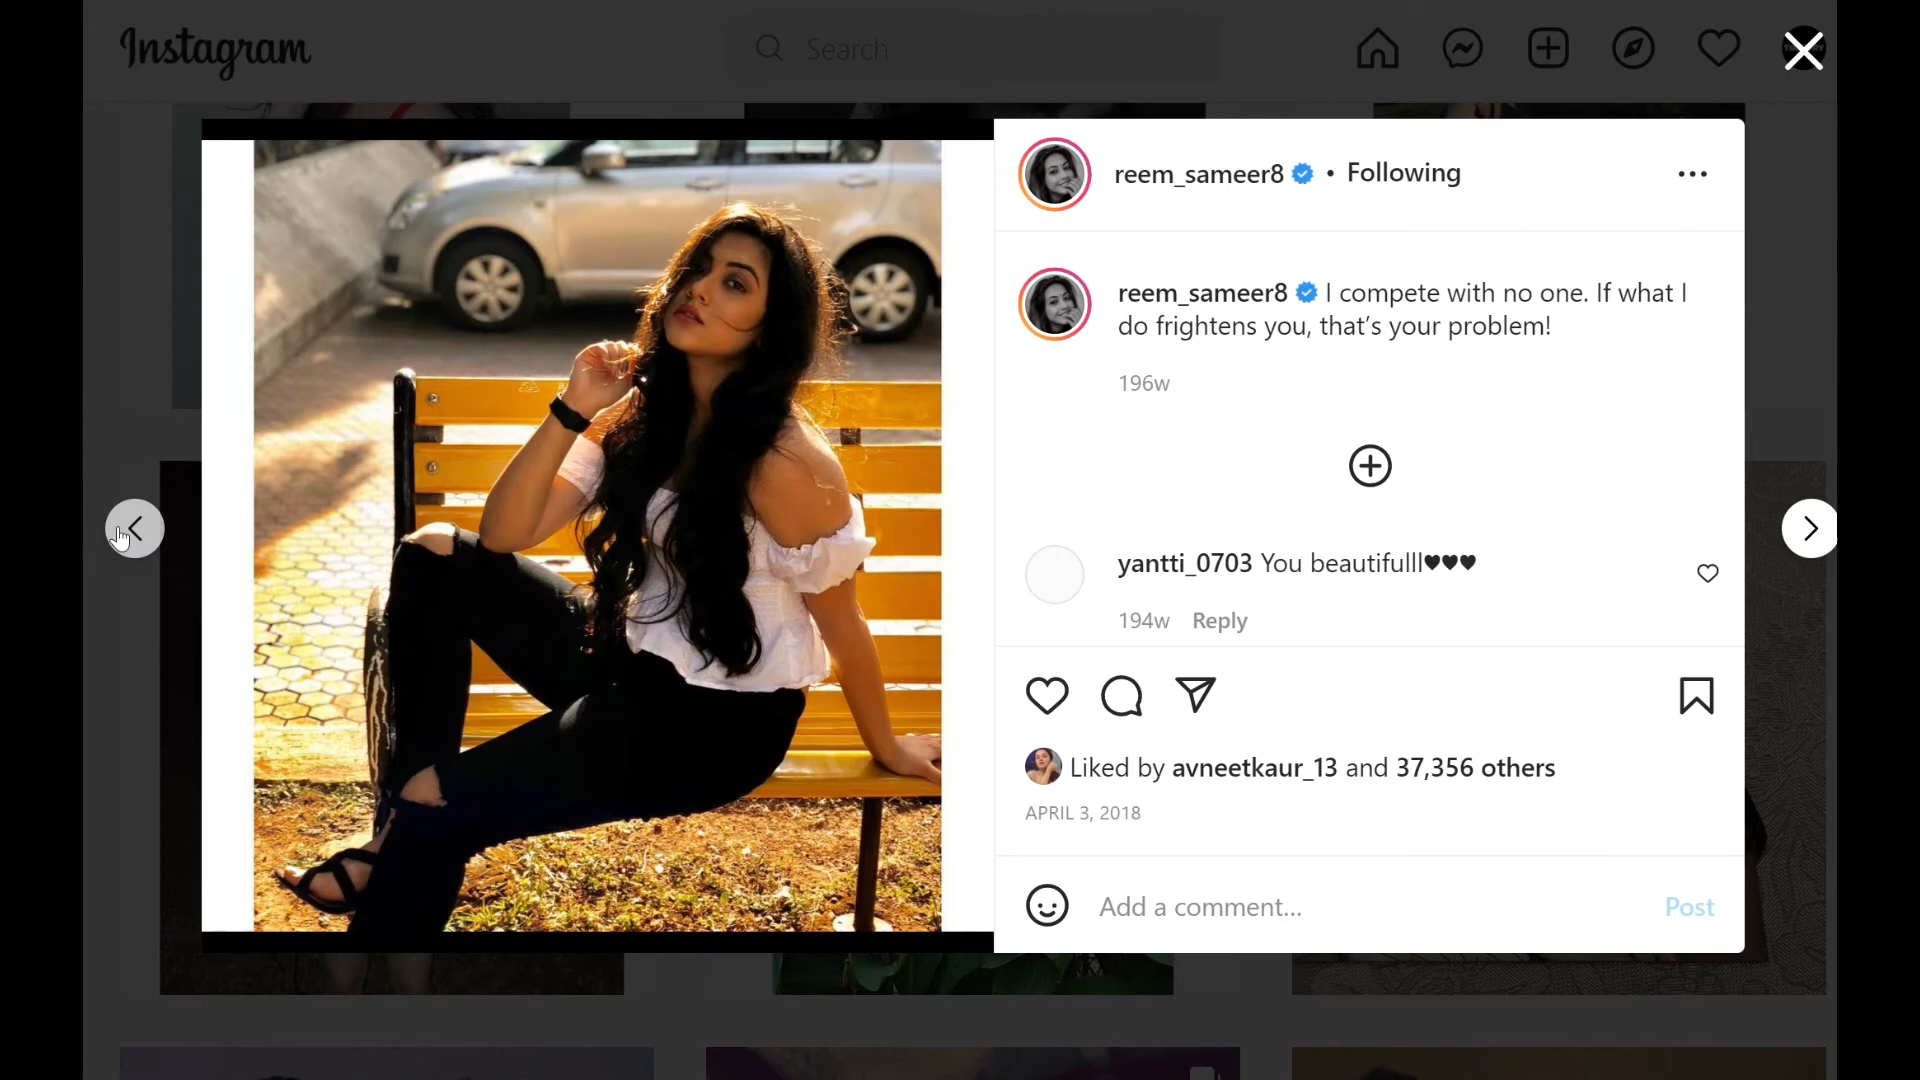 Instagram
Search
reem_sameer8 • Following
reem_sameer8 I compete with no one. If what I
do frightens you, that’s your problem!
196w
yantti_0703 You beautifulll♥♥♥
194w Reply
Liked by avneetkaur_13 and 37,356 others
APRIL 3, 2018
Add a comment...
Post